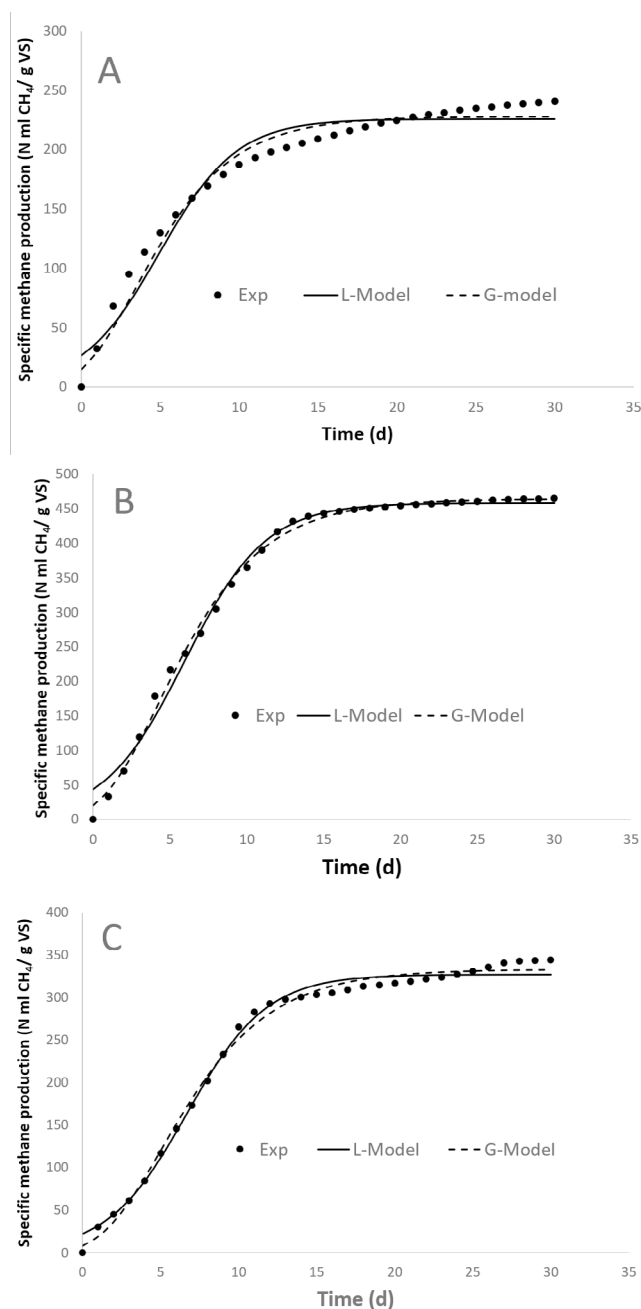 A
Specific methane production (N ml CH₄/ g VS)
300
250
200
150
100
50
0
Exp L-Model G-model
0 5 10 15 20 25 30 35
Time (d)
B
Specific methane production (N ml CH₄/ g VS)
500
450
400
350
300
250
200
150
100
50
0
Exp L-Model G-Model
0 5 10 15 20 25 30 35
Time (d)
C
Specific methane production (N ml CH₄/ g VS)
400
350
300
250
200
150
100
50
0
Exp L-Model G-Model
0 5 10 15 20 25 30 35
Time (d)